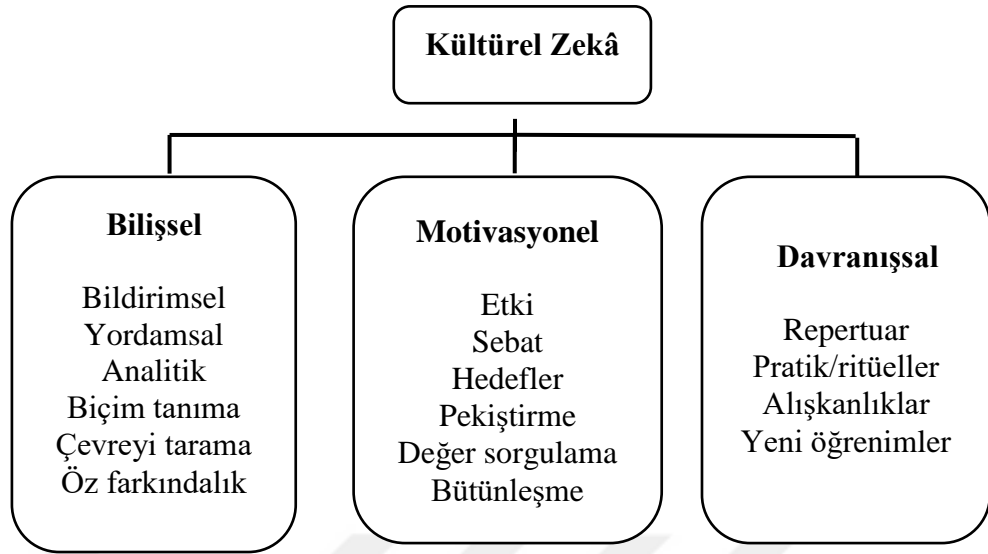 Kültürel Zekâ
Bilişsel
Bildirimsel
Yordamsal
Analitik
Biçim tanıma
Çevreyi tarama
Öz farkındalık
Motivasyonel
Etki
Sebat
Hedefler
Pekiştirme
Değer sorgulama
Bütünleşme
Davranışsal
Repertuar
Pratik/ritüeller
Alışkanlıklar
Yeni öğrenimler